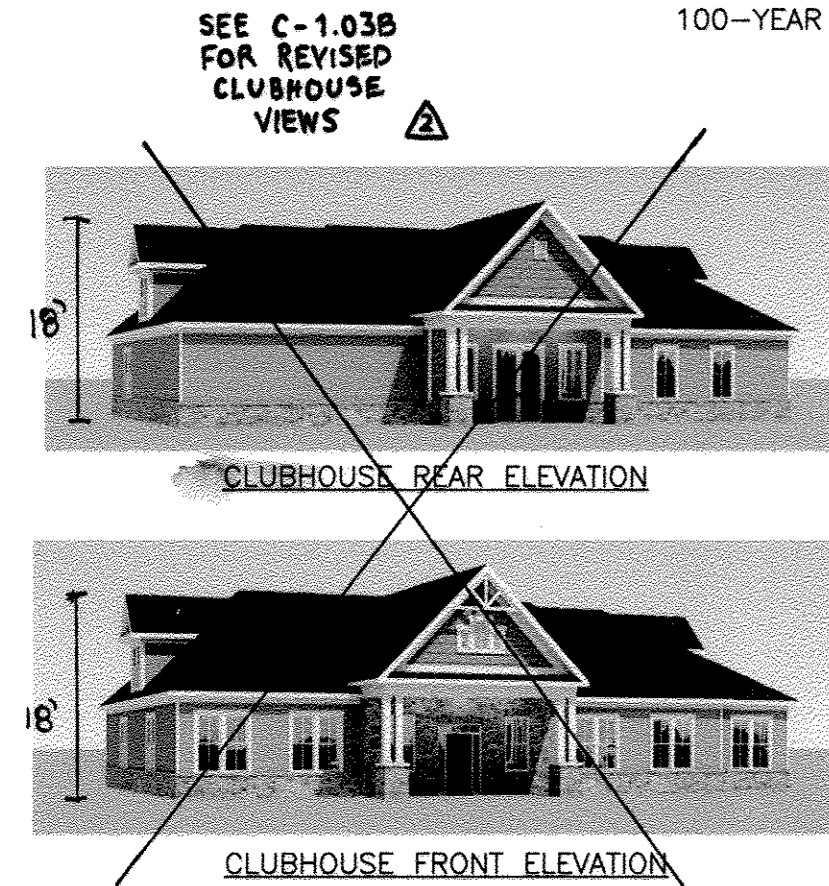 SEE C-1.03B
FOR REVISED
CLUBHOUSE
VIEWS 2
100-YEAR
18'
CLUBHOUSE REAR ELEVATION
18'
CLUBHOUSE FRONT ELEVATION